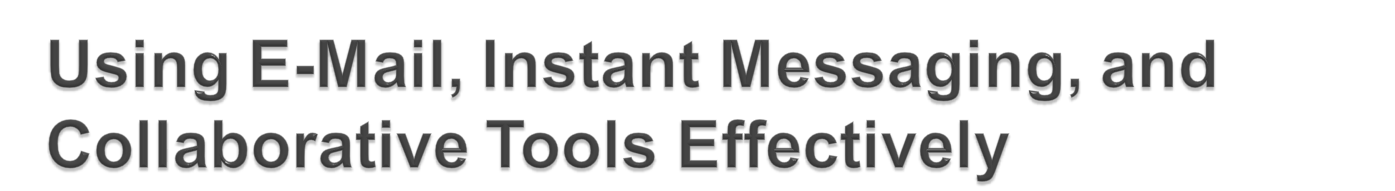 Using E-Mail, Instant Messaging, and
Collaborative Tools Effectively